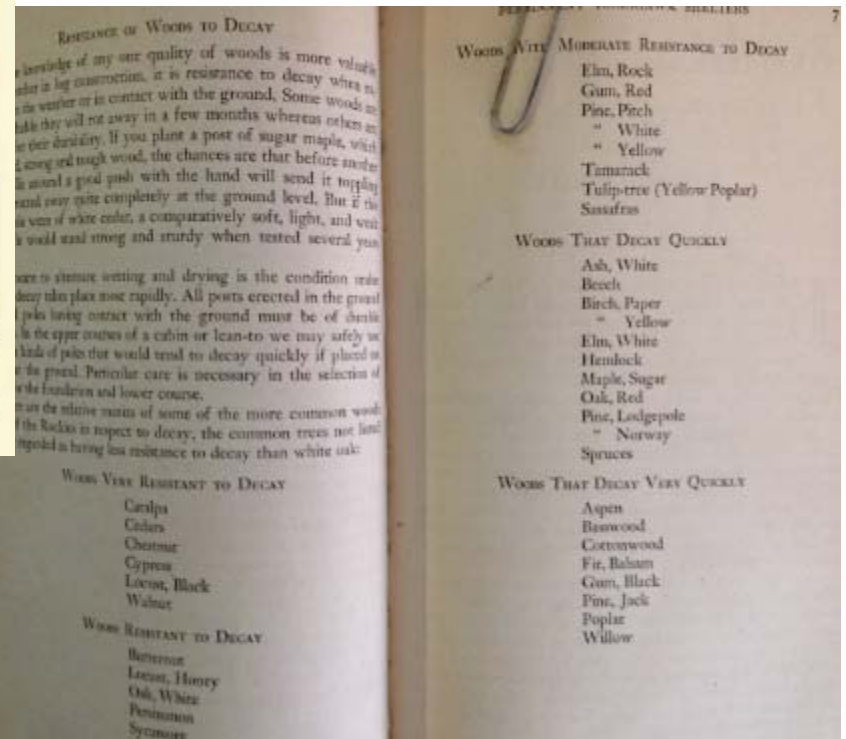 RESISTANCE OF WOODS TO DECAY
knowledge of any one quality of woods is more valuable
in log construction, it is resistance to decay when
the weather or in contact with the ground. Some woods are
they will rot away in a few months whereas others are
their durability. If you plant a post of sugar maple, which
strong and tough wood, the chances are that before another
around a good push with the hand will send it toppling
away quite completely at the ground level. But if the
were of white cedar, a comparatively soft, light, and weak
would stand strong and sturdy when tested several years
to alternate wetting and drying is the condition under
decay takes place most rapidly. All posts erected in the ground
poles having contact with the ground must be of durable
In the upper courses of a cabin or lean-to we may safely use
kinds of poles that would tend to decay quickly if placed on
the ground. Particular care is necessary in the selection of
the foundation and lower course.
are the relative merits of some of the more common woods
the Rockies in respect to decay, the common trees not listed
regarded as having less resistance to decay than white oak:
WOODS VERY RESISTANT TO DECAY
Catalpa
Cedars
Chestnut
Cypress
Locust, Black
Walnut
WOODS RESISTANT TO DECAY
Butternut
Locust, Honey
Oak, White
Persimmon
Sycamore
SHELTERS 7
WOODS WITH MODERATE RESISTANCE TO DECAY
Elm, Rock
Gum, Red
Pine, Pitch
" White
" Yellow
Tamarack
Tulip-tree (Yellow Poplar)
Sassafras
WOODS THAT DECAY QUICKLY
Ash, White
Beech
Birch, Paper
" Yellow
Elm, White
Hemlock
Maple, Sugar
Oak, Red
Pine, Lodgepole
" Norway
Spruces
WOODS THAT DECAY VERY QUICKLY
Aspen
Basswood
Cottonwood
Fir, Balsam
Gum, Black
Pine, Jack
Poplar
Willow